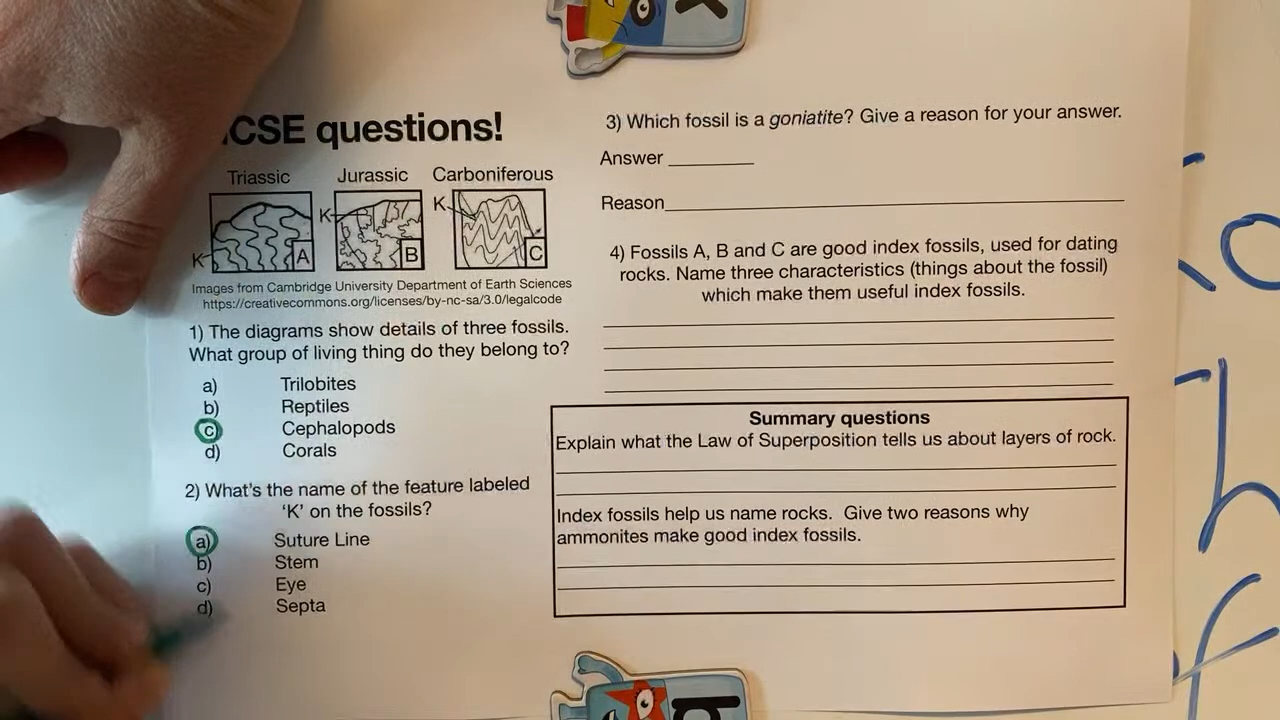 CSE questions!
Triassic Jurassic Carboniferous
K K K
A B C
Images from Cambridge University Department of Earth Sciences
https://creativecommons.org/licenses/by-nc-sa/3.0/legalcode
1) The diagrams show details of three fossils.
What group of living thing do they belong to?
a) Trilobites
b) Reptiles
c) Cephalopods
d) Corals
2) What's the name of the feature labeled
'K' on the fossils?
a) Suture Line
b) Stem
c) Eye
d) Septa
3) Which fossil is a goniatite? Give a reason for your answer.
Answer
Reason
4) Fossils A, B and C are good index fossils, used for dating
rocks. Name three characteristics (things about the fossil)
which make them useful index fossils.
Summary questions
Explain what the Law of Superposition tells us about layers of rock.
Index fossils help us name rocks. Give two reasons why
ammonites make good index fossils.